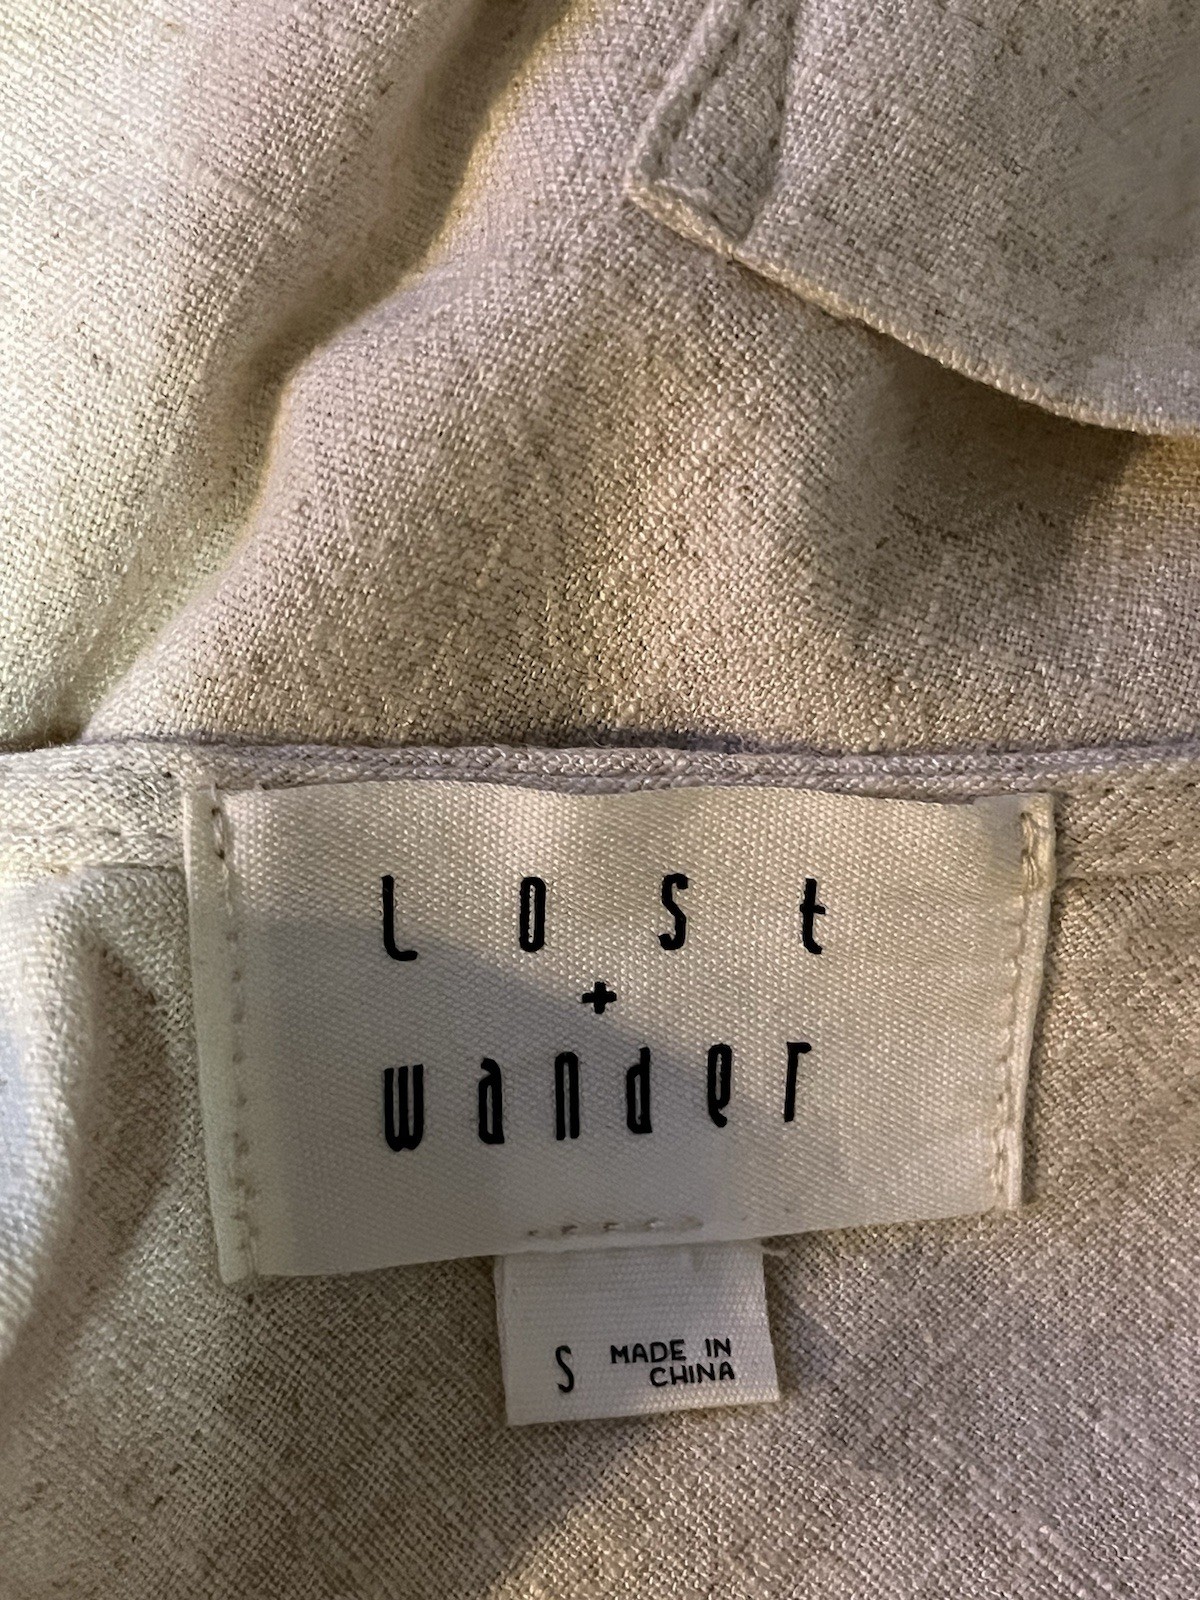 Lost
+
wander
S MADE IN
CHINA